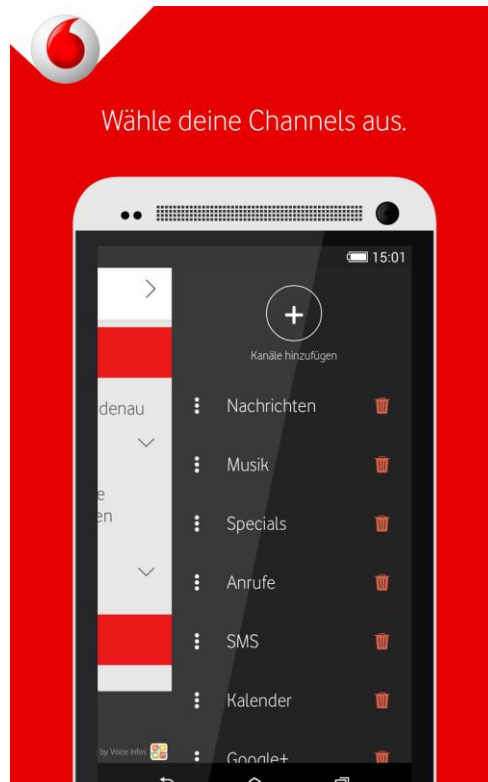 Wähle deine Channels aus.
15:01
Kanäle hinzufügen
denau
Nachrichten
Musik
e
en
Specials
Anrufe
SMS
Kalender
by Voice Infos
Google+